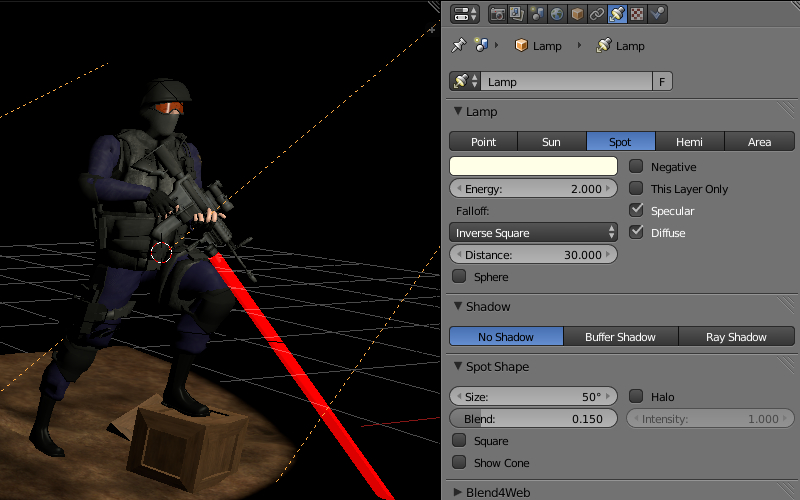 Lamp Lamp
Lamp F
Lamp
Point Sun Spot Hemi Area
Negative
Energy: 2.000 This Layer Only
Falloff: Specular
Inverse Square Diffuse
Distance: 30.000
Sphere
Shadow
No Shadow Buffer Shadow Ray Shadow
Spot Shape
Size: 50° Halo
Blend: 0.150 Intensity: 1.000
Square
Show Cone
Blend4Web